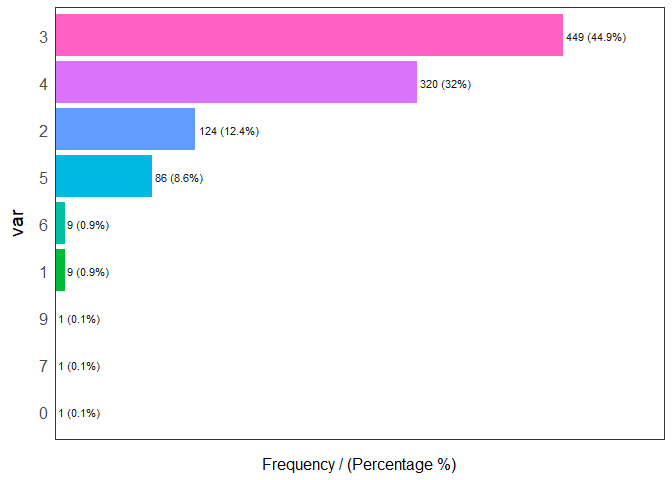 3 449 (44.9%)
4 320 (32%)
2 124 (12.4%)
5 86 (8.6%)
6 9 (0.9%)
1 9 (0.9%)
9 1 (0.1%)
7 1 (0.1%)
0 1 (0.1%)
var
Frequency / (Percentage %)